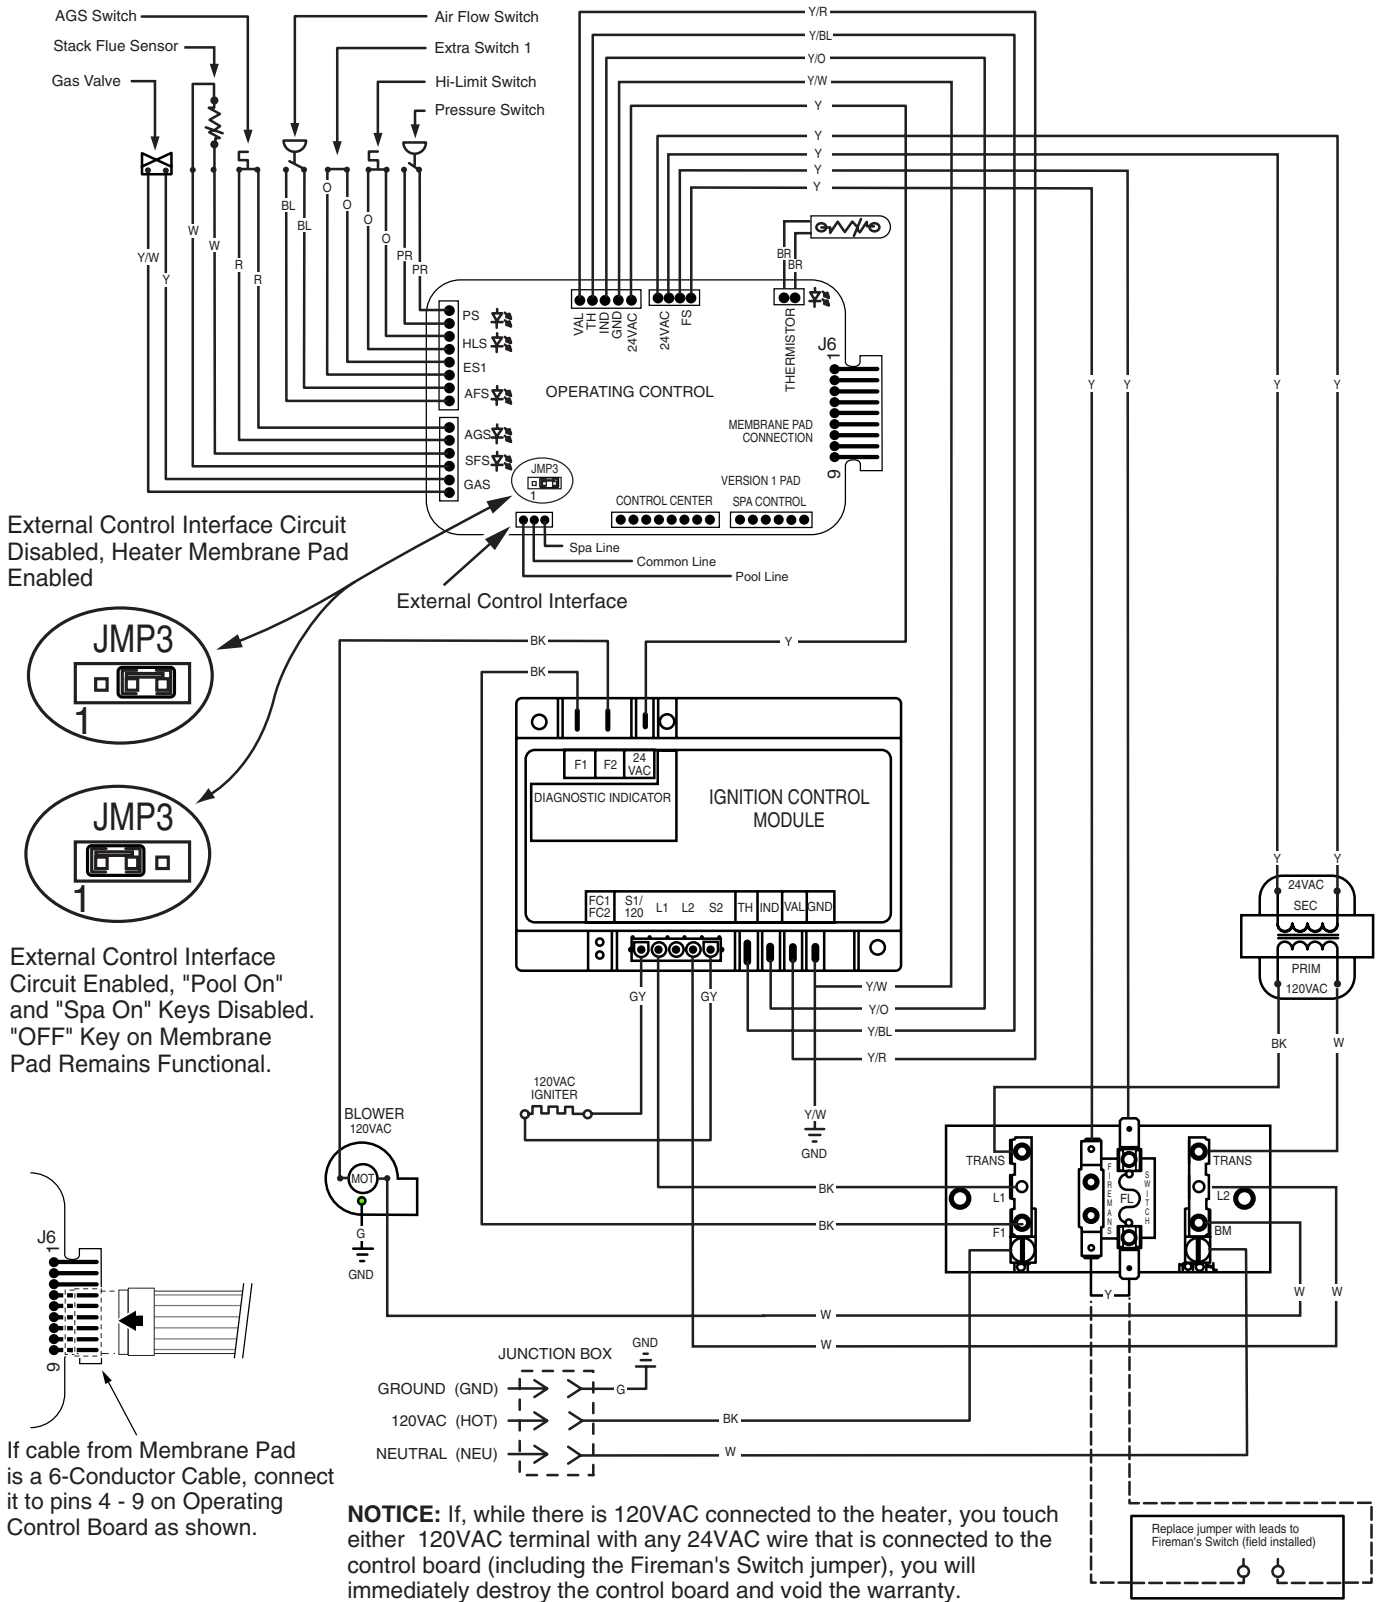 AGS Switch
Stack Flue Sensor
Gas Valve
Air Flow Switch
Extra Switch 1
Hi-Limit Switch
Pressure Switch
Y/R
Y/BL
Y/O
Y/W
Y
Y
Y
Y
Y
Y/W
Y
W
W
R
R
BL
BL
O
O
O
O
PR
PR
BR
BR
PS
HLS
ES1
AFS
AGS
SFS
GAS
VAL
TH
IND
GND
24VAC
24VAC
FS
THERMISTOR
J6
1
9
OPERATING CONTROL
MEMBRANE PAD
CONNECTION
VERSION 1 PAD
CONTROL CENTER
SPA CONTROL
JMP3
1
Spa Line
Common Line
Pool Line
External Control Interface
External Control Interface Circuit
Disabled, Heater Membrane Pad
Enabled
JMP3
1
JMP3
1
External Control Interface
Circuit Enabled, "Pool On"
and "Spa On" Keys Disabled.
"OFF" Key on Membrane
Pad Remains Functional.
Y
Y
Y
Y
BK
BK
Y
F1
F2
24
VAC
DIAGNOSTIC INDICATOR
IGNITION CONTROL
MODULE
FC1
FC2
S1/
120
L1
L2
S2
TH
IND
VAL
GND
GY
GY
Y/W
Y/O
Y/BL
Y/R
Y/W
GND
120VAC
IGNITER
BLOWER
120VAC
MOT
G
GND
Y
Y
24VAC
SEC
PRIM
120VAC
BK
W
TRANS
L1
F1
FIREMANS
FL
SWITCH
TRANS
L2
BM
BK
BK
Y
W
W
W
W
J6
1
9
If cable from Membrane Pad
is a 6-Conductor Cable, connect
it to pins 4 - 9 on Operating
Control Board as shown.
JUNCTION BOX
GND
GROUND (GND)
G
120VAC (HOT)
BK
NEUTRAL (NEU)
W
NOTICE: If, while there is 120VAC connected to the heater, you touch
either 120VAC terminal with any 24VAC wire that is connected to the
control board (including the Fireman's Switch jumper), you will
immediately destroy the control board and void the warranty.
Replace jumper with leads to
Fireman's Switch (field installed)